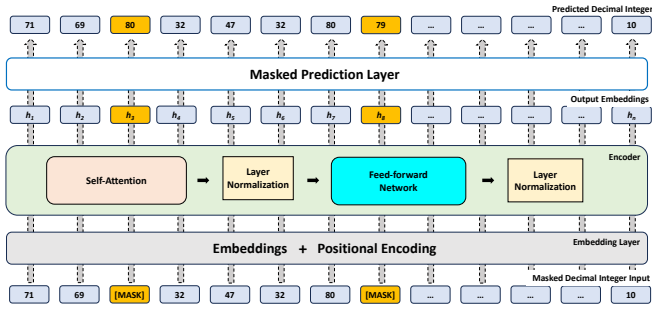 Predicted Decimal Integer
71 69 80 32 47 32 80 79 ... ... ... ... 10
Masked Prediction Layer
Output Embeddings
h1 h2 h3 h4 h5 h6 h7 h8 ... ... ... ... hn
Encoder
Self-Attention
Layer
Normalization
Feed-forward
Network
Layer
Normalization
Embedding Layer
Embeddings + Positional Encoding
Masked Decimal Integer Input
71 69 [MASK] 32 47 32 80 [MASK] ... ... ... ... 10